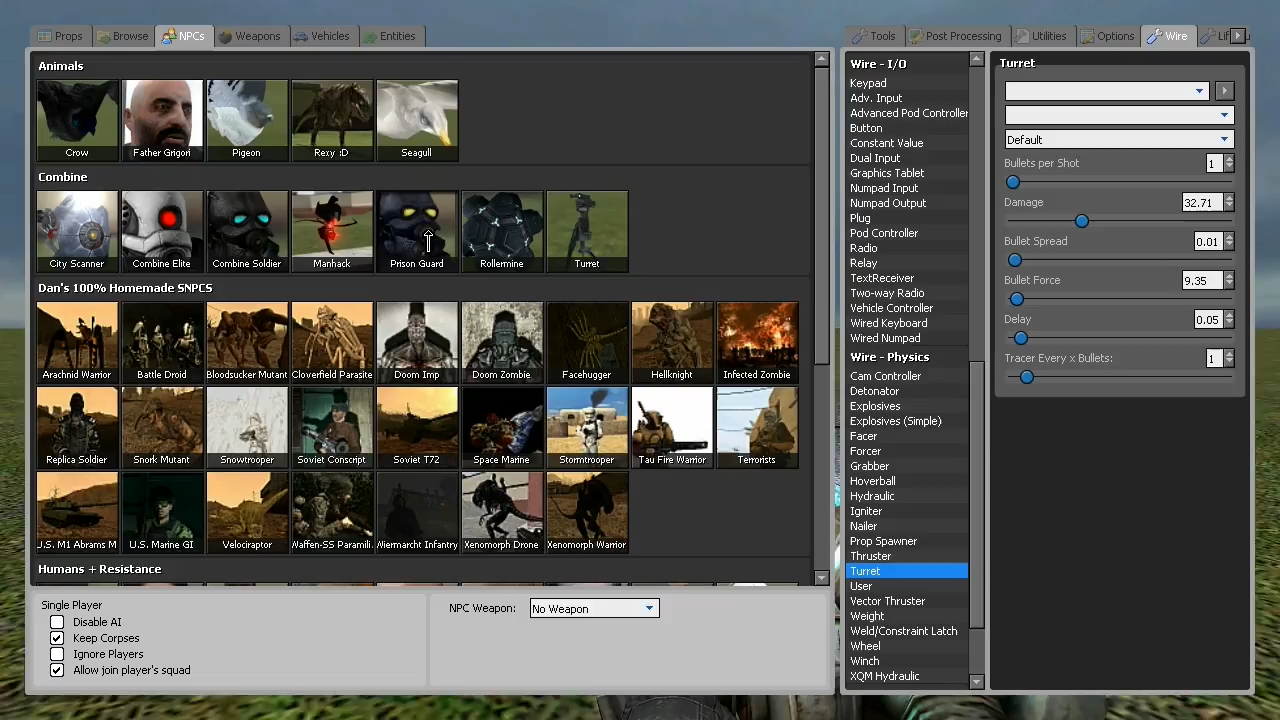 Props Browse NPCs Weapons Vehicles Entities
Animals
Crow Father Grigori Pigeon Rexy :D Seagull
Combine
City Scanner Combine Elite Combine Soldier Manhack Prison Guard Rollermine Turret
Dan's 100% Homemade SNPCS
Arachnid Warrior Battle Droid Bloodsucker Mutant Cloverfield Parasite Doom Imp Doom Zombie Facehugger Hellknight Infected Zombie
Replica Soldier Snork Mutant Snowtrooper Soviet Conscript Soviet T72 Space Marine Stormtrooper Tau Fire Warrior Terrorists
J.S. M1 Abrams M U.S. Marine GI Velociraptor Waffen-SS Paramili. Wiermarcht Infantry Xenomorph Drone Xenomorph Warrior
Humans + Resistance
Single Player
Disable AI
Keep Corpses
Ignore Players
Allow join player's squad
NPC Weapon: No Weapon
Tools Post Processing Utilities Options Wire
Wire - I/O
Keypad
Adv. Input
Advanced Pod Controller
Button
Constant Value
Dual Input
Graphics Tablet
Numpad Input
Numpad Output
Plug
Pod Controller
Radio
Relay
TextReceiver
Two-way Radio
Vehicle Controller
Wired Keyboard
Wired Numpad
Wire - Physics
Cam Controller
Detonator
Explosives
Explosives (Simple)
Facer
Forcer
Grabber
Hoverball
Hydraulic
Igniter
Nailer
Prop Spawner
Thruster
Turret
User
Vector Thruster
Weight
Weld/Constraint Latch
Wheel
Winch
XQM Hydraulic
Turret
Default
Bullets per Shot 1
Damage 32.71
Bullet Spread 0.01
Bullet Force 9.35
Delay 0.05
Tracer Every x Bullets: 1